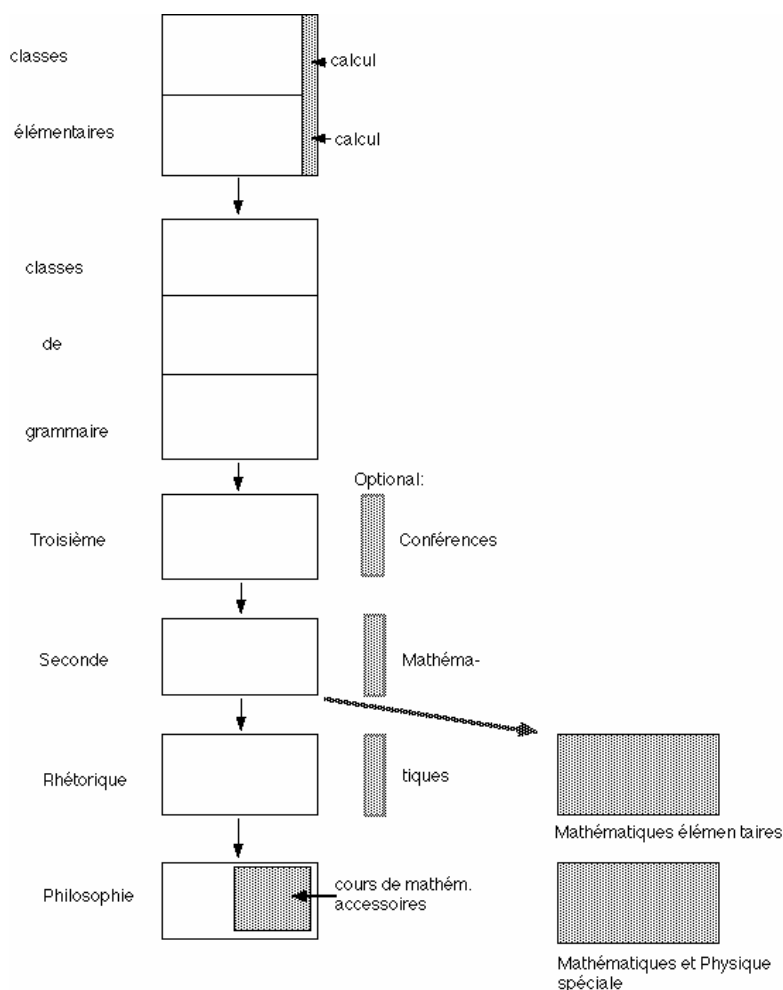 classes
calcul
élémentaires
calcul
classes
de
grammaire
Optional:
Troisième
Conférences
Seconde
Mathéma-
Rhétorique
tiques
Mathématiques élémen taires
Philosophie
cours de mathém.
accessoires
Mathématiques et Physique
spéciale